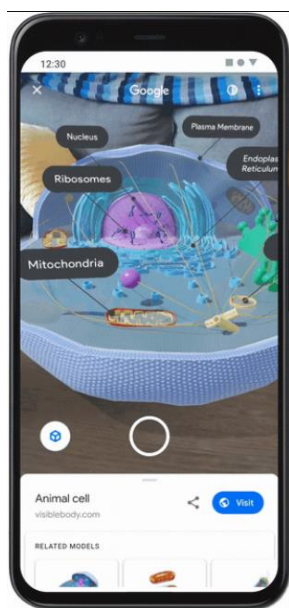 12:30
Google
Nucleus
Plasma Membrane
Ribosomes
Endoplas
Reticulum
Mitochondria
Animal cell
visiblebody.com
Visit
RELATED MODELS